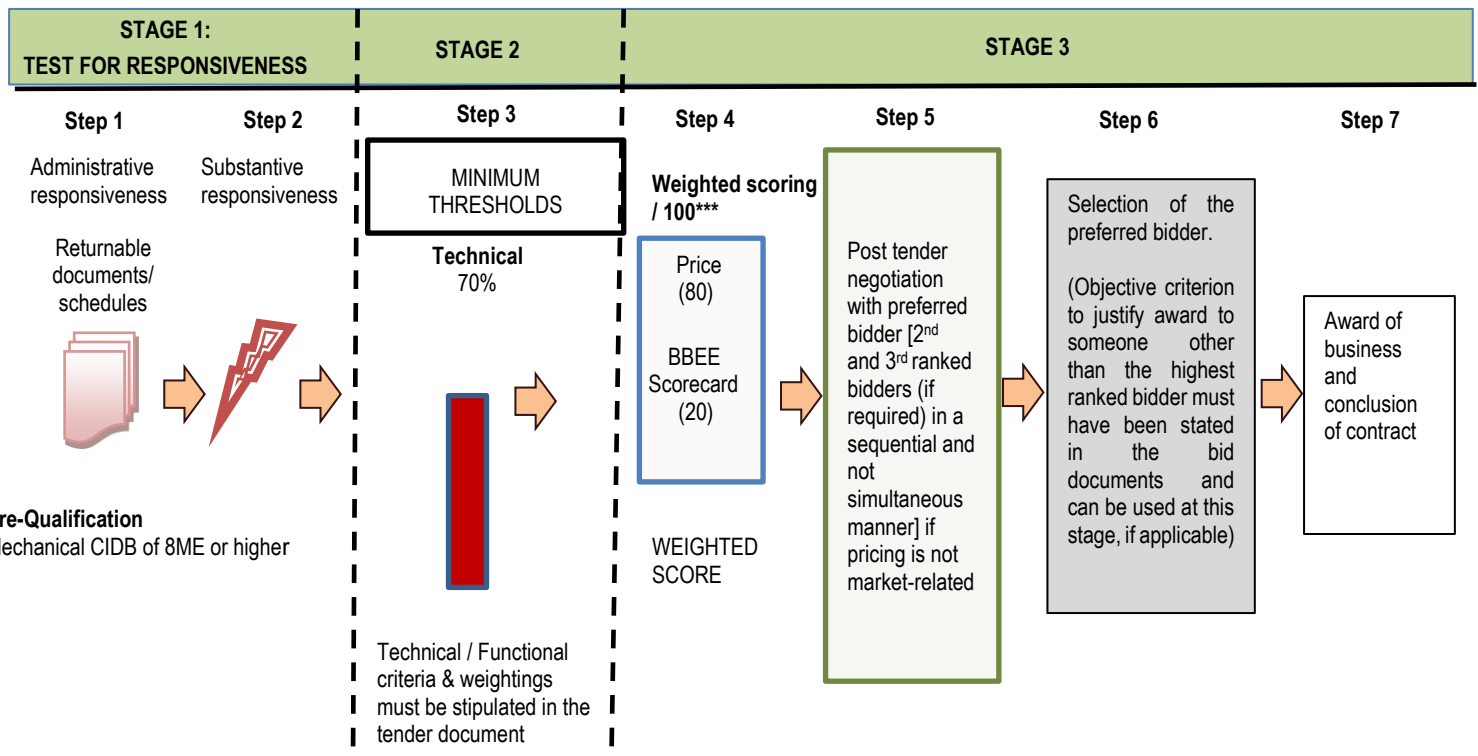 STAGE 1:
TEST FOR RESPONSIVENESS
STAGE 2
STAGE 3
Step 1
Administrative
responsiveness
Returnable
documents/
schedules
Step 2
Substantive
responsiveness
re-Qualification
echanical CIDB of 8ME or higher
Step 3
MINIMUM
THRESHOLDS
Technical
70%
Technical / Functional
criteria & weightings
must be stipulated in the
tender document
Step 4
Weighted scoring
/ 100***
Price
(80)
BBEE
Scorecard
(20)
WEIGHTED
SCORE
Step 5
Post tender
negotiation
with preferred
bidder [2nd
and 3rd ranked
bidders (if
required) in a
sequential and
not
simultaneous
manner] if
pricing is not
market-related
Step 6
Selection of the
preferred bidder.
(Objective criterion
to justify award to
someone other
than the highest
ranked bidder must
have been stated
in the bid
documents and
can be used at this
stage, if applicable)
Step 7
Award of
business
and
conclusion
of contract